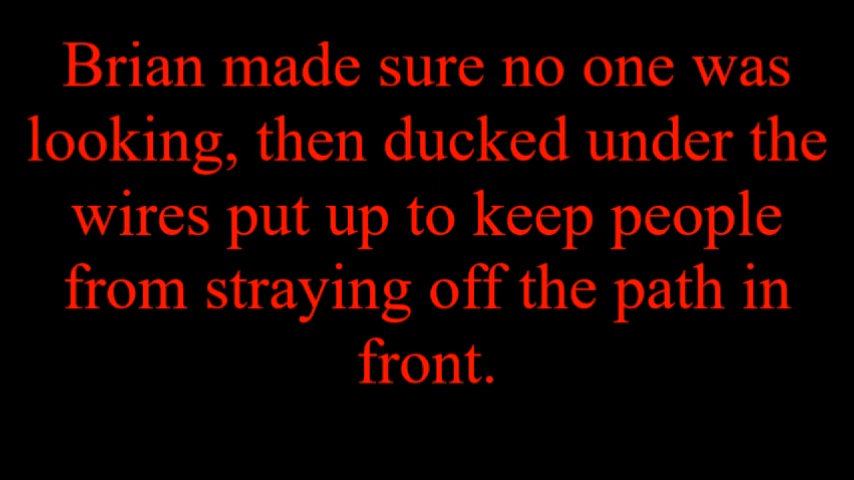 Brian made sure no one was
looking, then ducked under the
wires put up to keep people
from straying off the path in
front.